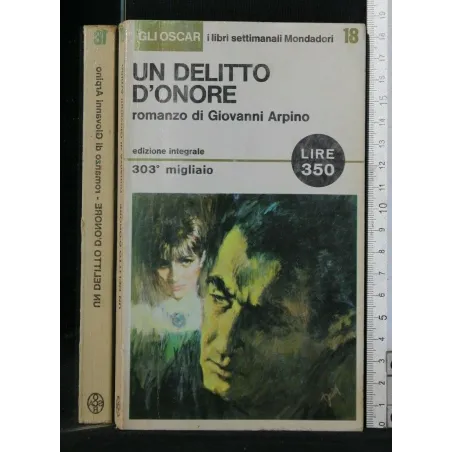 GLI OSCAR i libri settimanali Mondadori 18
UN DELITTO
D'ONORE
romanzo di Giovanni Arpino
edizione integrale
303° migliaio
LIRE
350
UN DELITTO D'ONORE - romanzo di Giovanni Arpino